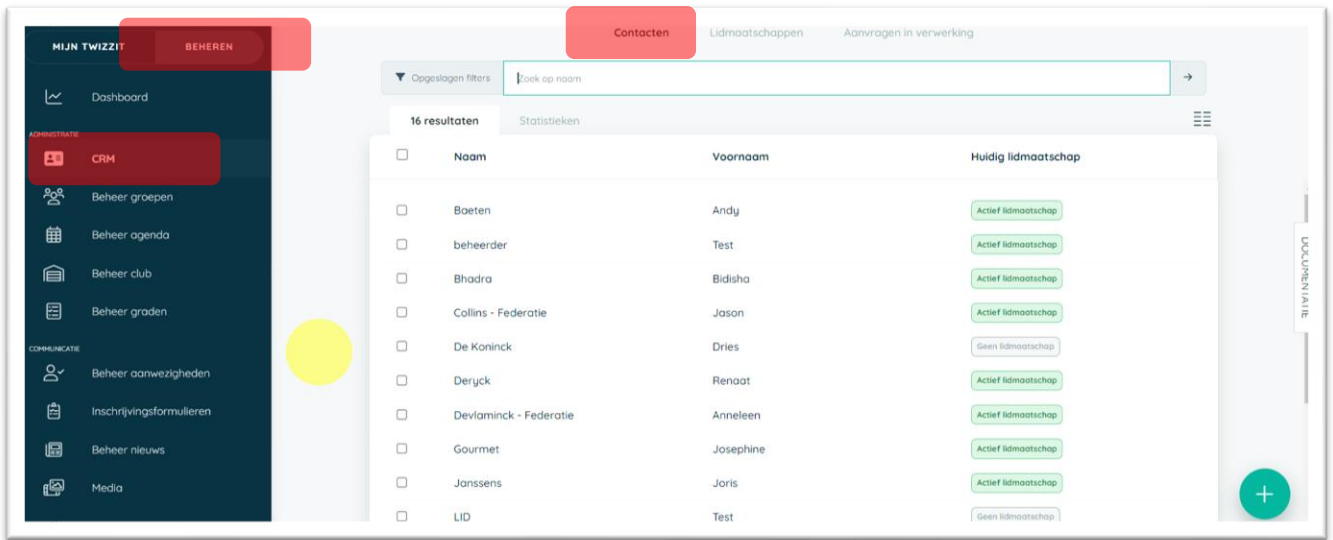 MIJN TWIZZIT BEHEREN
Dashboard
ADMINISTRATIE
CRM
Beheer groepen
Beheer agenda
Beheer club
Beheer graden
COMMUNICATIE
Beheer aanwezigheden
Inschrijvingsformulieren
Beheer nieuws
Media
Contacten Lidmaatschappen Aanvragen in verwerking
Opgeslagen filters Zoek op naam
16 resultaten Statistieken
Naam Voornaam Huidig lidmaatschap
Baeten Andy Actief lidmaatschap
beheerder Test Actief lidmaatschap
Bhadra Bidisha Actief lidmaatschap
Collins - Federatie Jason Actief lidmaatschap
De Koninck Dries Geen lidmaatschap
Deryck Renaat Actief lidmaatschap
Devlaminck - Federatie Anneleen Actief lidmaatschap
Gourmet Josephine Actief lidmaatschap
Janssens Joris Actief lidmaatschap
LID Test Geen lidmaatschap
DOCUMENTATIE